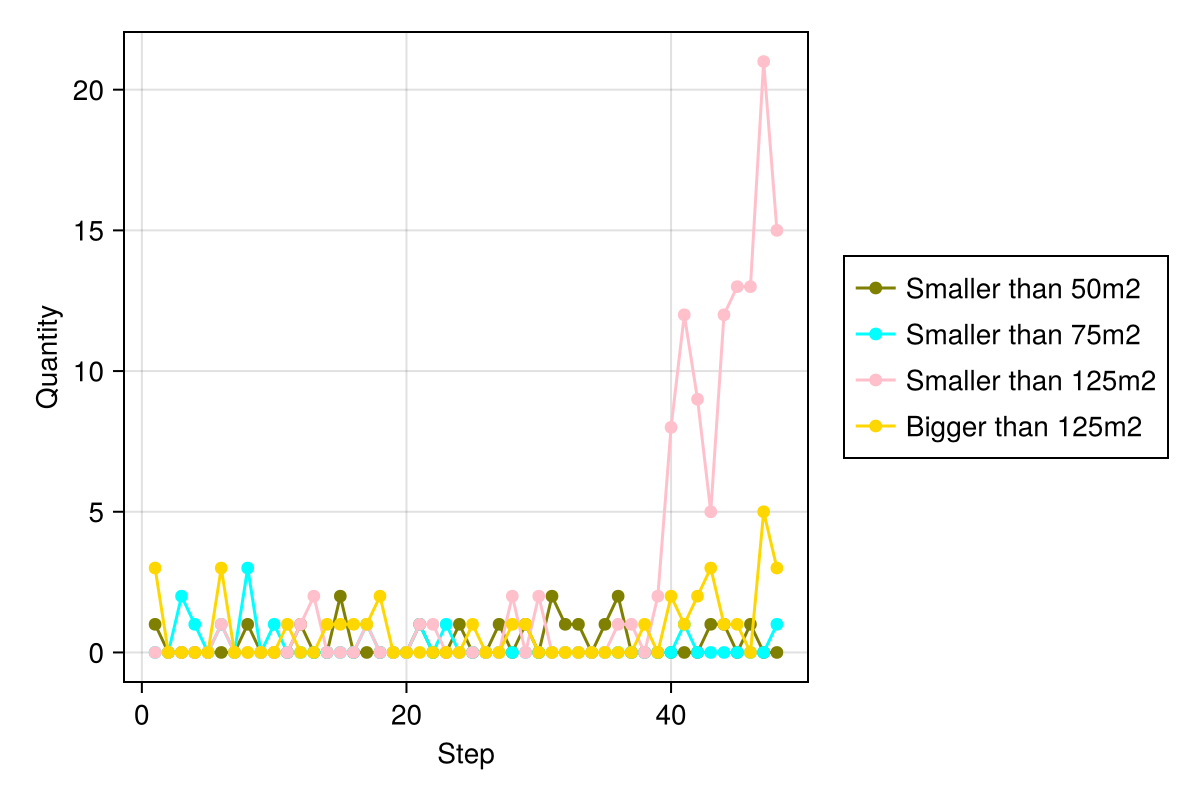 20
15
10
5
0
Quantity
0 20 40
Step
Smaller than 50m2
Smaller than 75m2
Smaller than 125m2
Bigger than 125m2